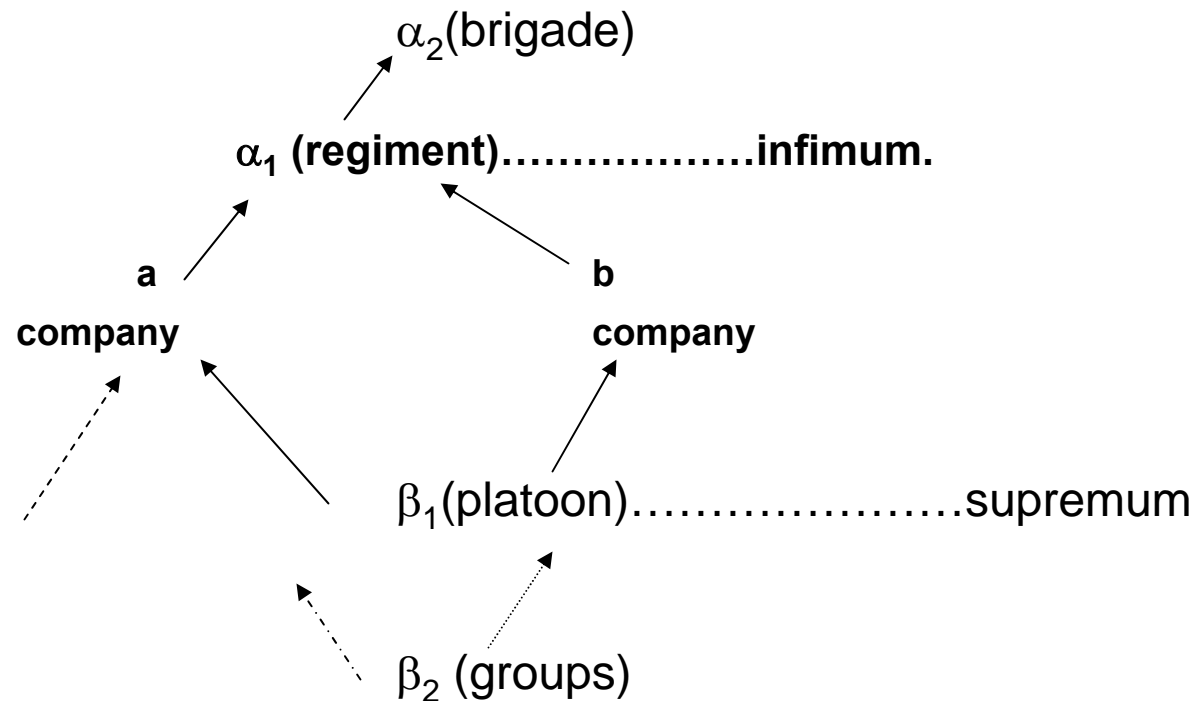 α₂(brigade)
α₁ (regiment)………………infimum.
a b
company company
β₁(platoon)…………………supremum
β₂ (groups)